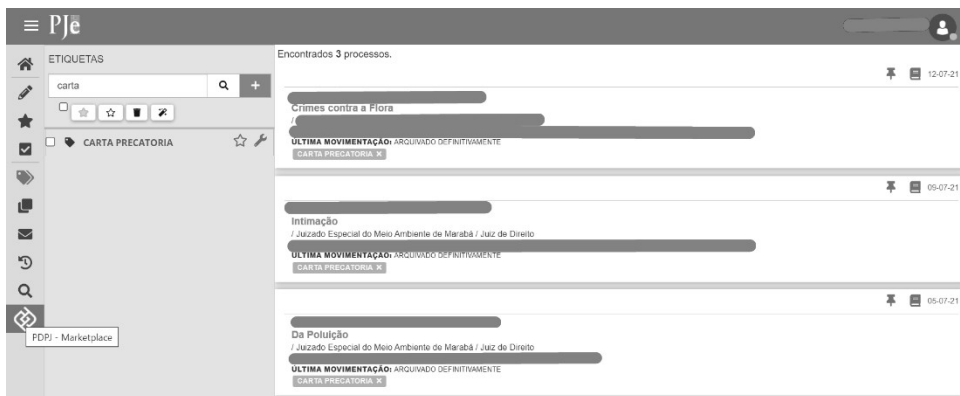 PJe
ETIQUETAS
carta
CARTA PRECATORIA
PDPJ - Marketplace
Encontrados 3 processos.
12-07-21
Crimes contra a Flora
/
ÚLTIMA MOVIMENTAÇÃO: ARQUIVADO DEFINITIVAMENTE
CARTA PRECATORIA ×
09-07-21
Intimação
/ Juizado Especial do Meio Ambiente de Marabá / Juiz de Direito
ÚLTIMA MOVIMENTAÇÃO: ARQUIVADO DEFINITIVAMENTE
CARTA PRECATORIA ×
05-07-21
Da Poluição
/ Juizado Especial do Meio Ambiente de Marabá / Juiz de Direito
ÚLTIMA MOVIMENTAÇÃO: ARQUIVADO DEFINITIVAMENTE
CARTA PRECATORIA ×